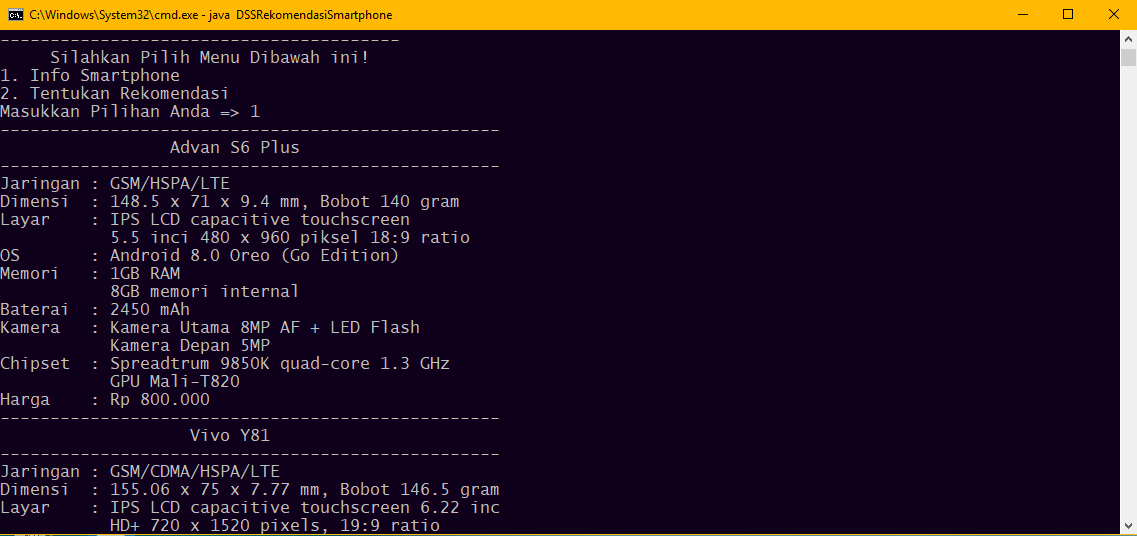 C:\Windows\System32\cmd.exe - java  DSSRekomendasiSmartphone
----------------------------------------
     Silahkan Pilih Menu Dibawah ini!
1. Info Smartphone
2. Tentukan Rekomendasi
Masukkan Pilihan Anda => 1
--------------------------------------------------
                 Advan S6 Plus
--------------------------------------------------
Jaringan : GSM/HSPA/LTE
Dimensi  : 148.5 x 71 x 9.4 mm, Bobot 140 gram
Layar    : IPS LCD capacitive touchscreen
           5.5 inci 480 x 960 piksel 18:9 ratio
OS       : Android 8.0 Oreo (Go Edition)
Memori   : 1GB RAM
           8GB memori internal
Baterai  : 2450 mAh
Kamera   : Kamera Utama 8MP AF + LED Flash
           Kamera Depan 5MP
Chipset  : Spreadtrum 9850K quad-core 1.3 GHz
           GPU Mali-T820
Harga    : Rp 800.000
--------------------------------------------------
                   Vivo Y81
--------------------------------------------------
Jaringan : GSM/CDMA/HSPA/LTE
Dimensi  : 155.06 x 75 x 7.77 mm, Bobot 146.5 gram
Layar    : IPS LCD capacitive touchscreen 6.22 inc
           HD+ 720 x 1520 pixels, 19:9 ratio